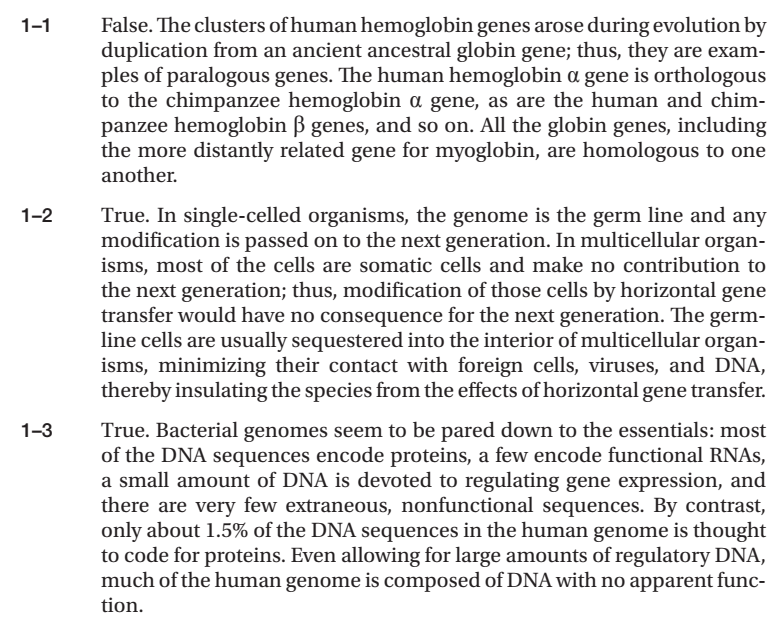 1–1 False. The clusters of human hemoglobin genes arose during evolution by
duplication from an ancient ancestral globin gene; thus, they are exam-
ples of paralogous genes. The human hemoglobin α gene is orthologous
to the chimpanzee hemoglobin α gene, as are the human and chim-
panzee hemoglobin β genes, and so on. All the globin genes, including
the more distantly related gene for myoglobin, are homologous to one
another.
1–2 True. In single-celled organisms, the genome is the germ line and any
modification is passed on to the next generation. In multicellular organ-
isms, most of the cells are somatic cells and make no contribution to
the next generation; thus, modification of those cells by horizontal gene
transfer would have no consequence for the next generation. The germ-
line cells are usually sequestered into the interior of multicellular organ-
isms, minimizing their contact with foreign cells, viruses, and DNA,
thereby insulating the species from the effects of horizontal gene transfer.
1–3 True. Bacterial genomes seem to be pared down to the essentials: most
of the DNA sequences encode proteins, a few encode functional RNAs,
a small amount of DNA is devoted to regulating gene expression, and
there are very few extraneous, nonfunctional sequences. By contrast,
only about 1.5% of the DNA sequences in the human genome is thought
to code for proteins. Even allowing for large amounts of regulatory DNA,
much of the human genome is composed of DNA with no apparent func-
tion.